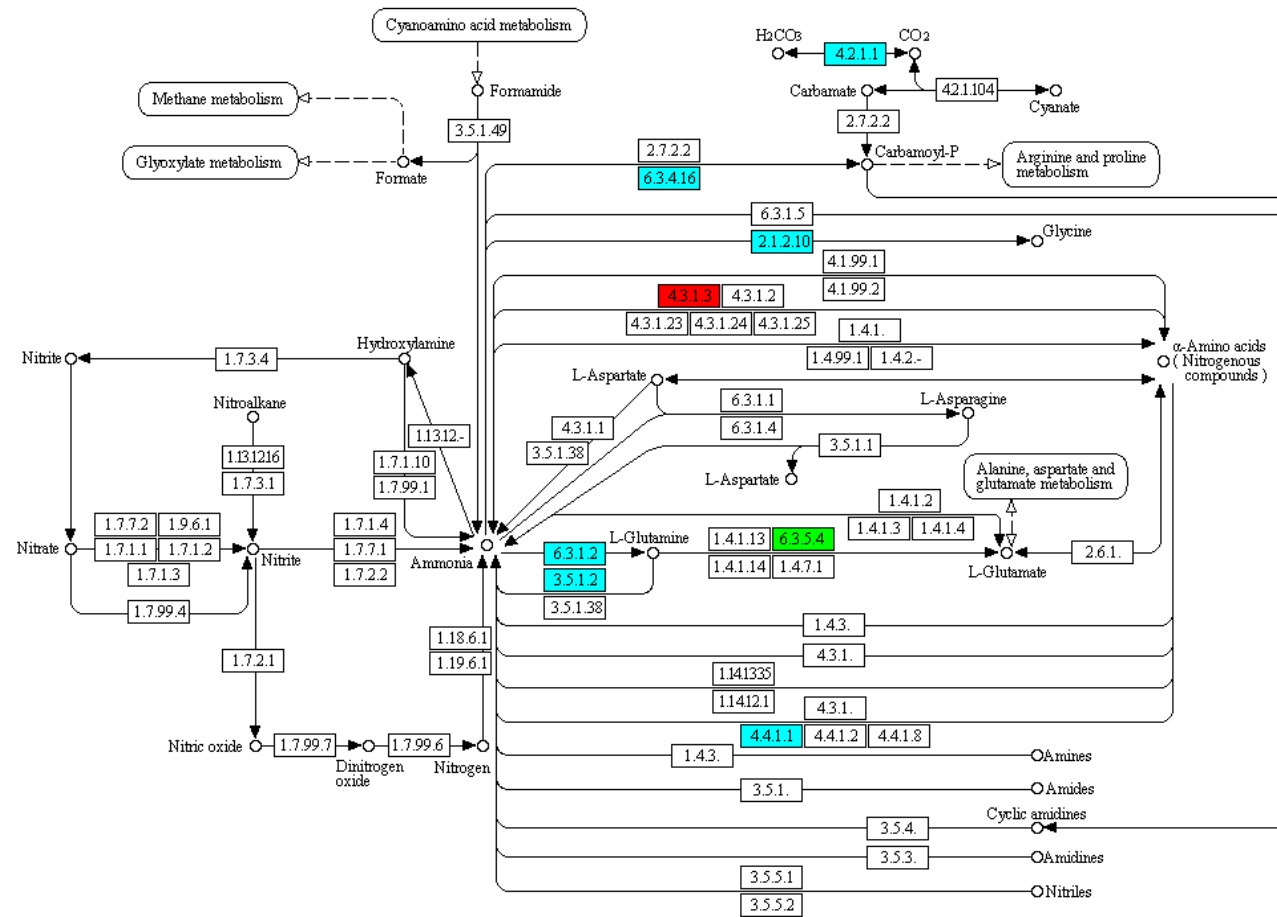 Cyanoamino acid metabolism
H2CO3
CO2
4.2.1.1
Methane metabolism
Formamide
Carbamate
4.2.1.104
Cyanate
3.5.1.49
2.7.2.2
Glyoxylate metabolism
Formate
2.7.2.2
6.3.4.16
Carbamoyl-P
Arginine and proline
metabolism
6.3.1.5
2.1.2.10
Glycine
4.1.99.1
4.1.99.2
4.3.1.3
4.3.1.2
4.3.1.23
4.3.1.24
4.3.1.25
1.4.1.
1.4.99.1
1.4.2.-
α-Amino acids
( Nitrogenous
compounds )
Nitrite
1.7.3.4
Hydroxylamine
L-Aspartate
Nitroalkane
6.3.1.1
6.3.1.4
L-Asparagine
4.3.1.1
3.5.1.38
3.5.1.1
1.13.12.-
1.13.1216
1.7.3.1
1.7.1.10
1.7.99.1
L-Aspartate
Alanine, aspartate and
glutamate metabolism
1.4.1.2
1.4.1.3
1.4.1.4
1.7.7.2
1.9.6.1
Nitrate
1.7.1.1
1.7.1.2
1.7.1.3
1.7.99.4
Nitrite
1.7.1.4
1.7.7.1
1.7.2.2
Ammonia
6.3.1.2
3.5.1.2
3.5.1.38
L-Glutamine
1.4.1.13
6.3.5.4
1.4.1.14
1.4.7.1
L-Glutamate
2.6.1.
1.4.3.
4.3.1.
1.18.6.1
1.19.6.1
1.7.2.1
1.14.1335
1.14.12.1
4.3.1.
4.4.1.1
4.4.1.2
4.4.1.8
Nitric oxide
1.7.99.7
Dinitrogen
oxide
1.7.99.6
Nitrogen
1.4.3.
Amines
3.5.1.
Amides
Cyclic amidines
3.5.4.
3.5.3.
Amidines
3.5.5.1
3.5.5.2
Nitriles